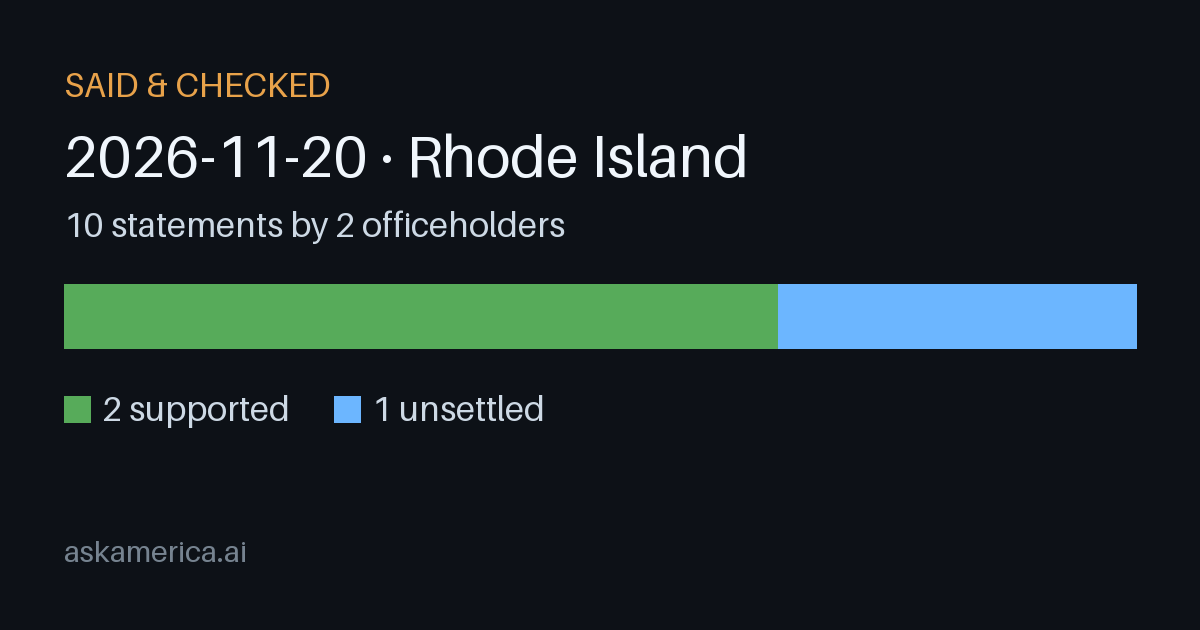 SAID & CHECKED
2026-11-20 · Rhode Island
10 statements by 2 officeholders
2 supported 1 unsettled
askamerica.ai